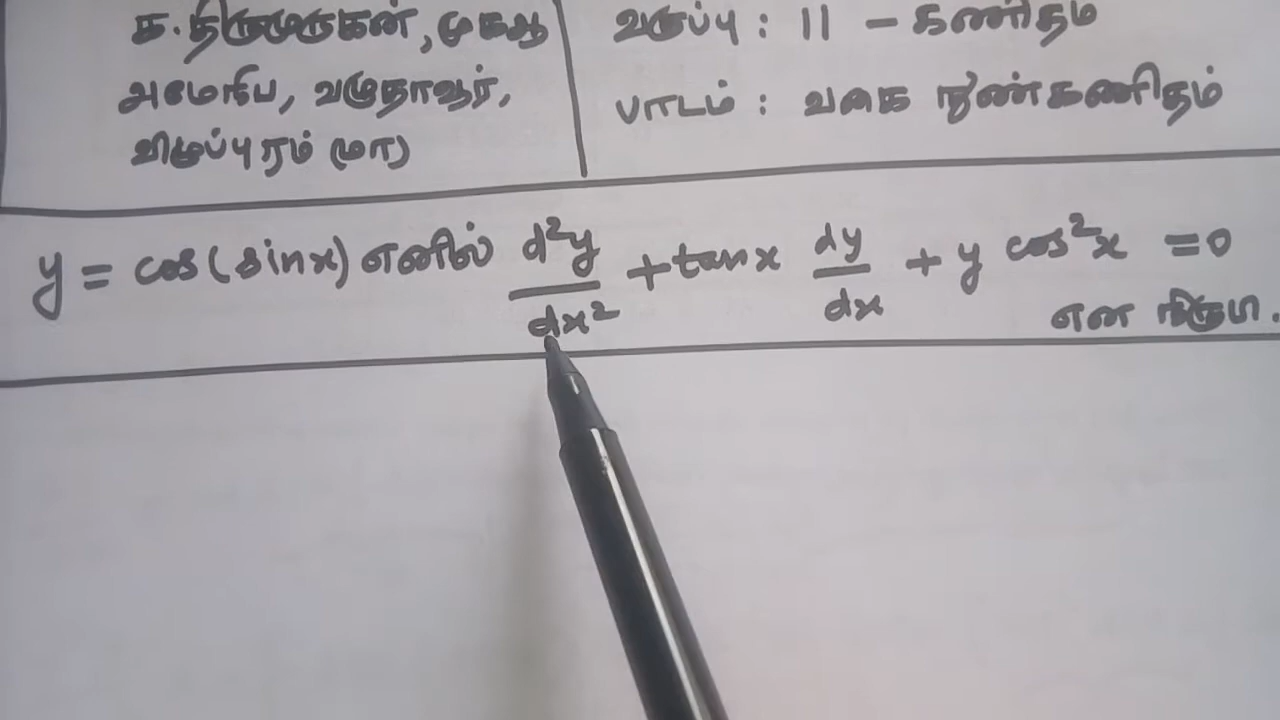 க.திருமுருகன், முகஆ
அமேநிப, வழுதாவூர்,
விழுப்புரம் (மா)
வகுப்பு : 11 – கணிதம்
பாடம் : வகை நுண்கணிதம்
y = cos(sinx) எனில் d²y/dx² + tanx dy/dx + y cos²x = 0
என நிறுவுக.